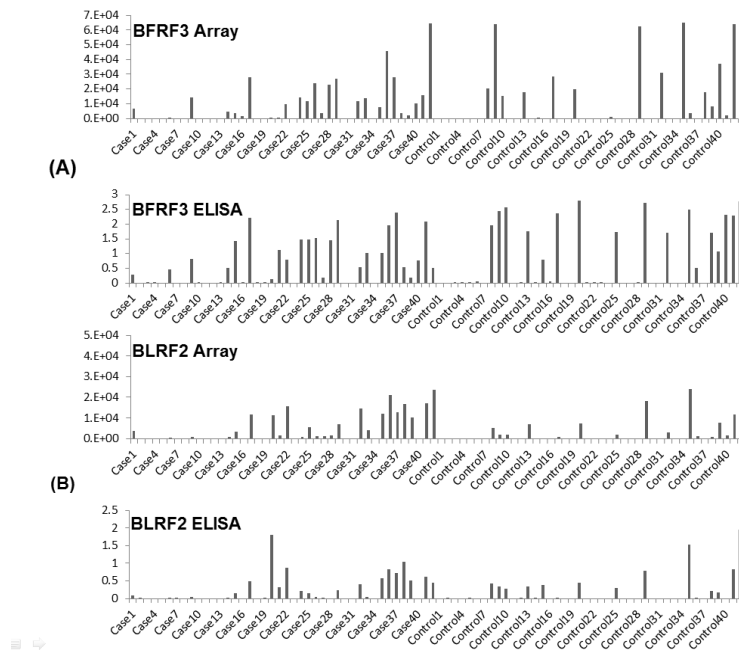 7.E+04
6.E+04
5.E+04
4.E+04
3.E+04
2.E+04
1.E+04
0.E+00
BFRF3 Array
Case1 Case4 Case7 Case10 Case13 Case16 Case19 Case22 Case25 Case28 Case31 Case34 Case37 Case40 Control1 Control4 Control7 Control10 Control13 Control16 Control19 Control22 Control25 Control28 Control31 Control34 Control37 Control40
(A)
3
2.5
2
1.5
1
0.5
0
BFRF3 ELISA
Case1 Case4 Case7 Case10 Case13 Case16 Case19 Case22 Case25 Case28 Case31 Case34 Case37 Case40 Control1 Control4 Control7 Control10 Control13 Control16 Control19 Control22 Control25 Control28 Control31 Control34 Control37 Control40
5.E+04
4.E+04
3.E+04
2.E+04
1.E+04
0.E+00
BLRF2 Array
Case1 Case4 Case7 Case10 Case13 Case16 Case19 Case22 Case25 Case28 Case31 Case34 Case37 Case40 Control1 Control4 Control7 Control10 Control13 Control16 Control19 Control22 Control25 Control28 Control31 Control34 Control37 Control40
(B)
2.5
2
1.5
1
0.5
0
BLRF2 ELISA
Case1 Case4 Case7 Case10 Case13 Case16 Case19 Case22 Case25 Case28 Case31 Case34 Case37 Case40 Control1 Control4 Control7 Control10 Control13 Control16 Control19 Control22 Control25 Control28 Control31 Control34 Control37 Control40